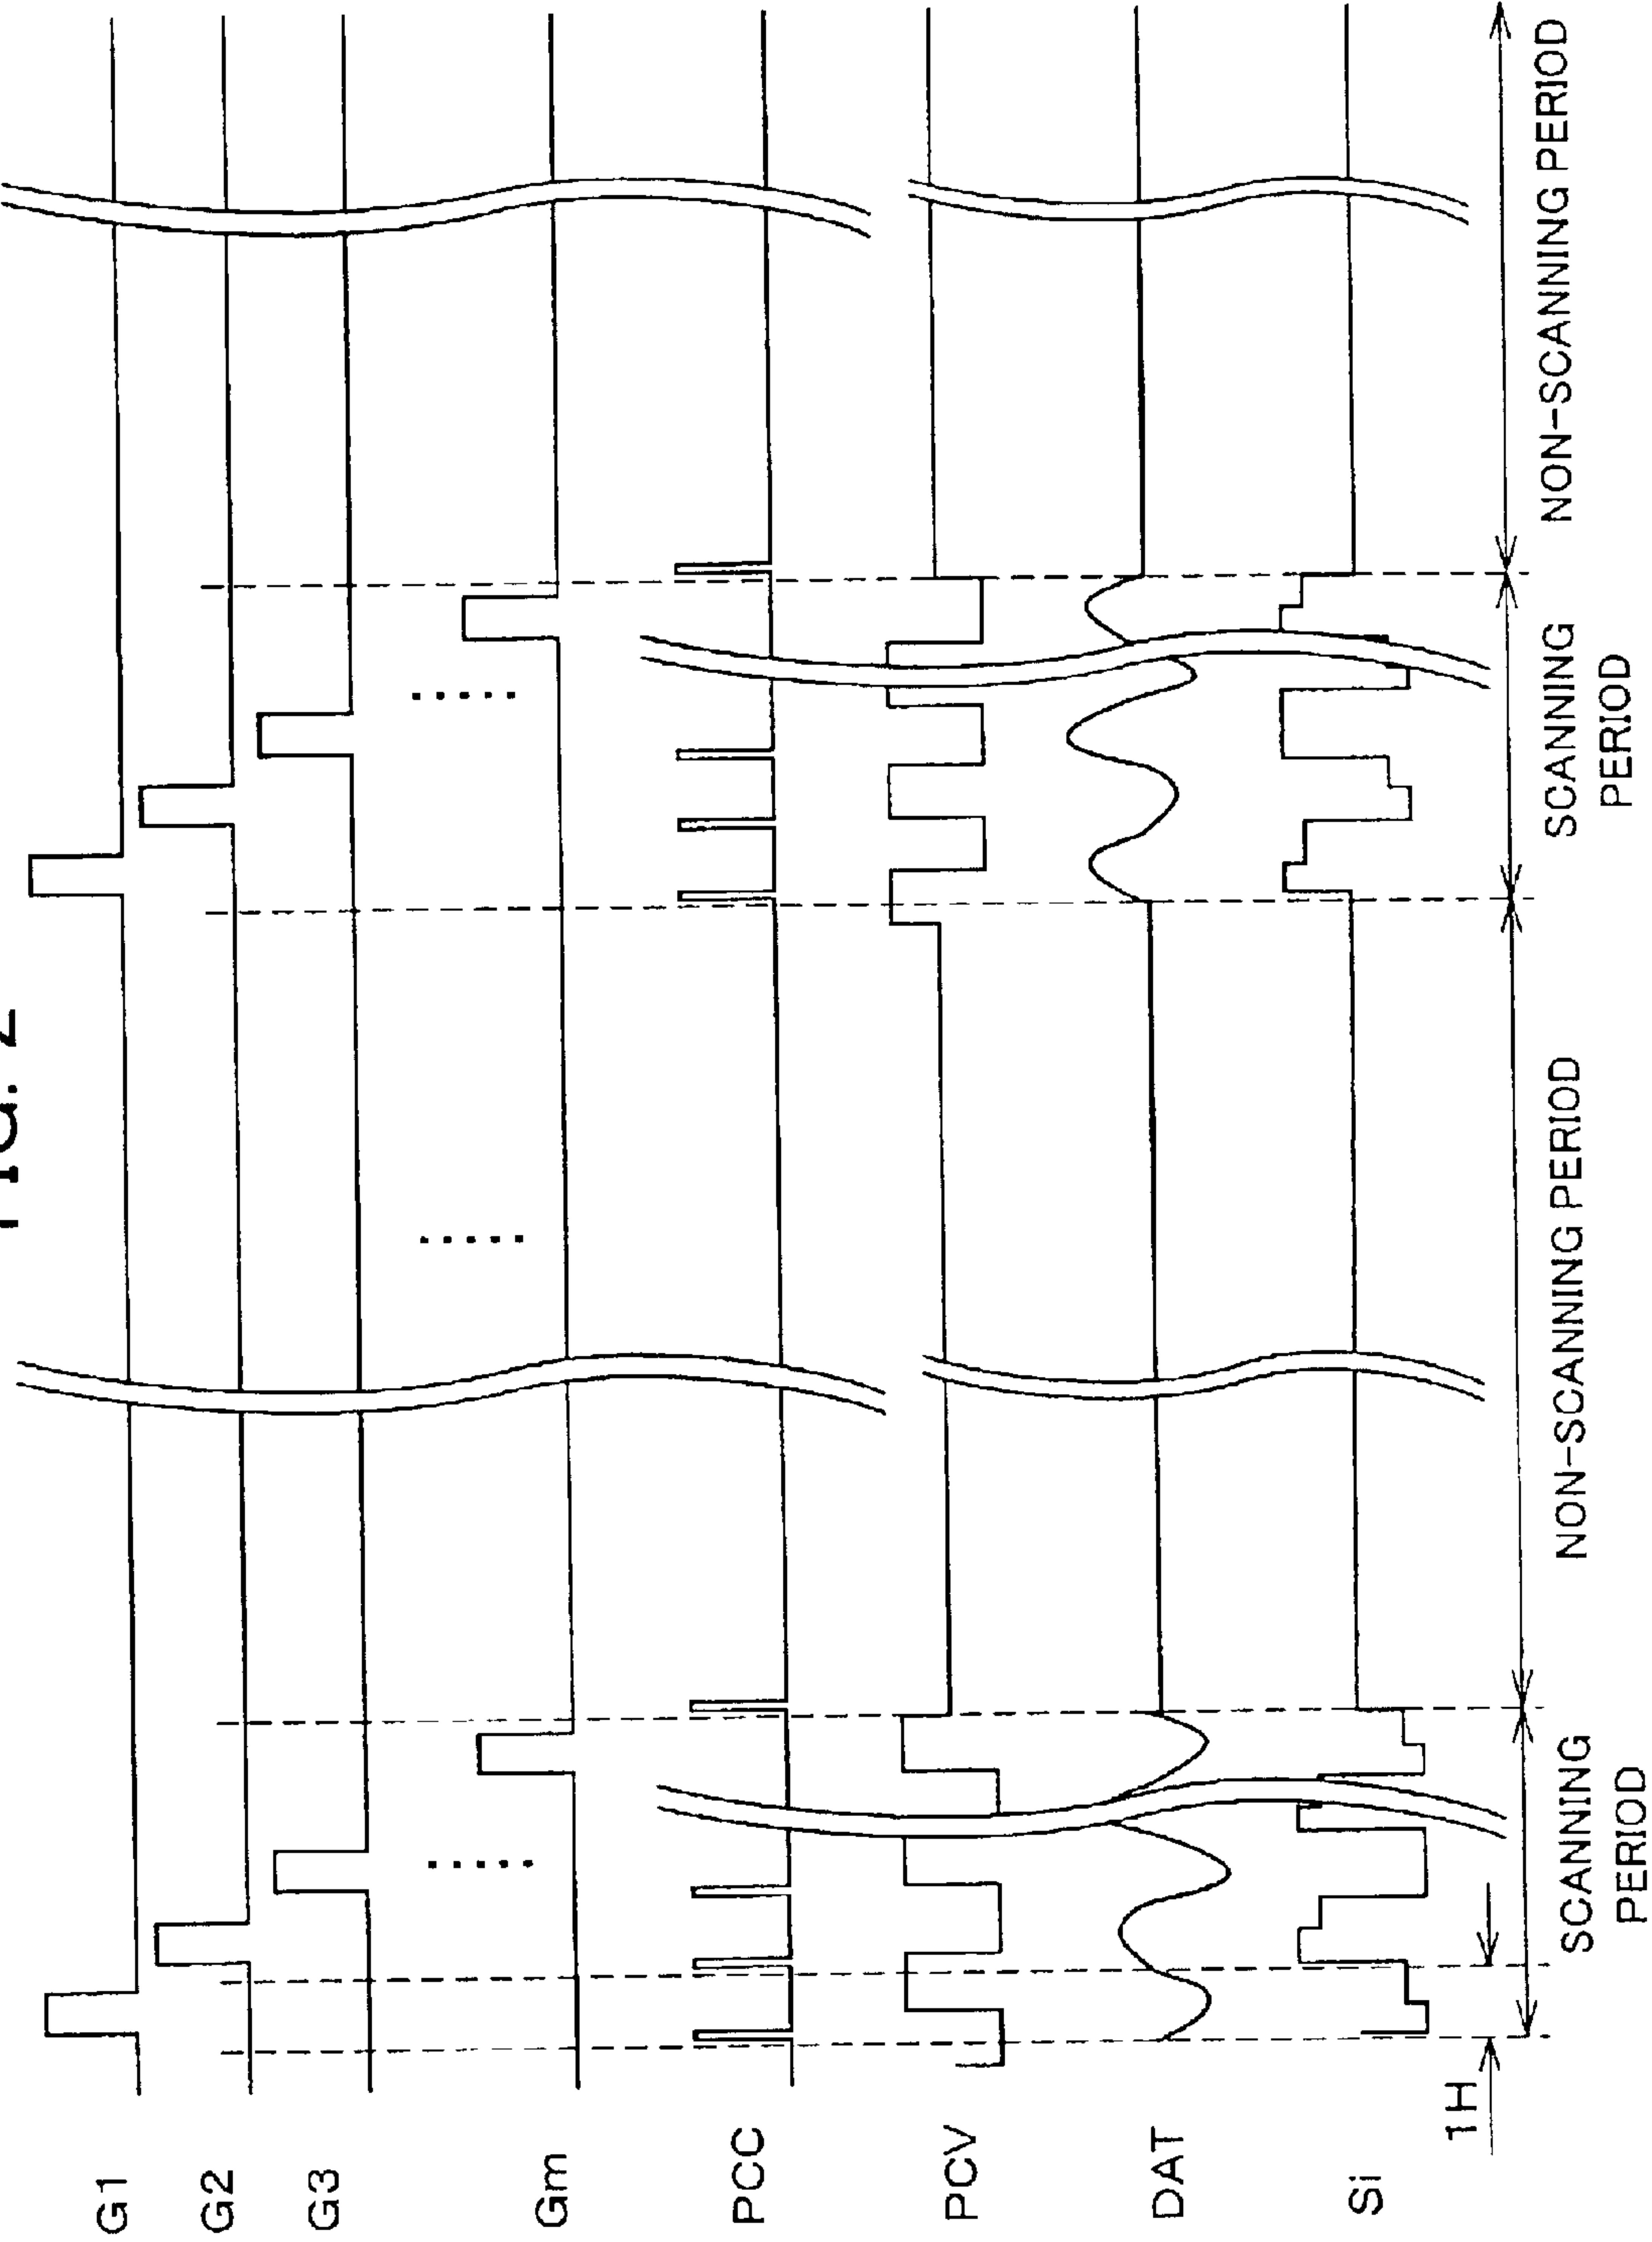 FIG. 2
G1
G2
G3
Gm
PCC
PCV
DAT
Si
1H
SCANNING
PERIOD
NON-SCANNING PERIOD
SCANNING
PERIOD
NON-SCANNING PERIOD